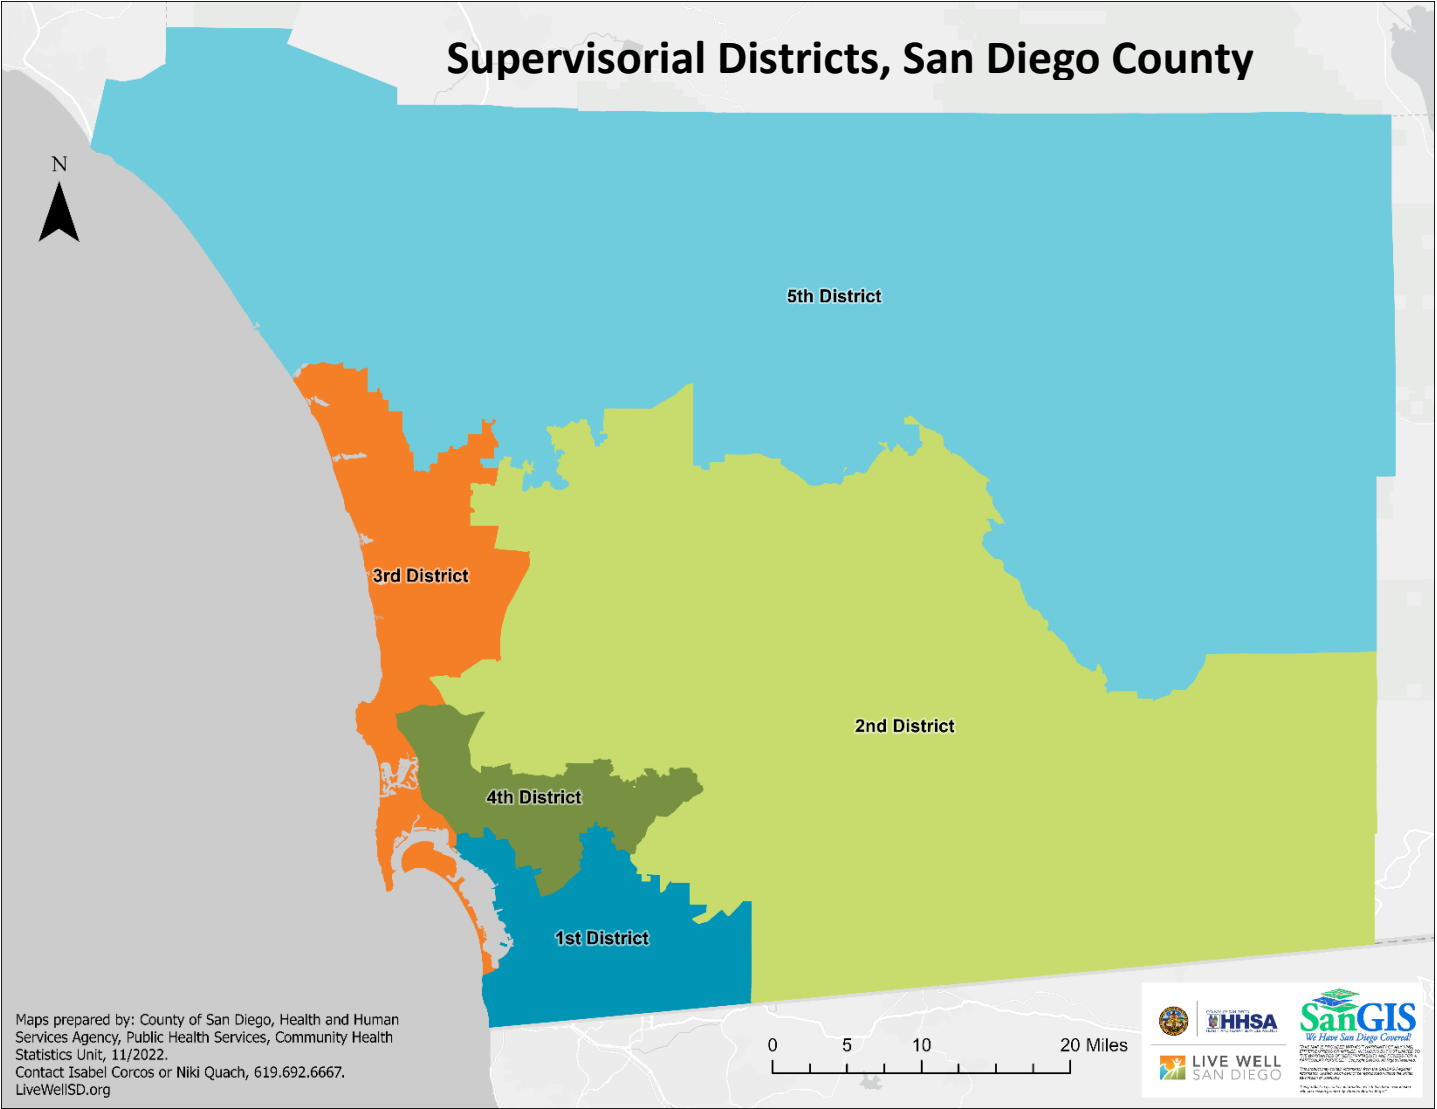 Supervisorial Districts, San Diego County
N
5th District
3rd District
2nd District
4th District
1st District
Maps prepared by: County of San Diego, Health and Human
Services Agency, Public Health Services, Community Health
Statistics Unit, 11/2022.
Contact Isabel Corcos or Niki Quach, 619.692.6667.
LiveWellSD.org
0 5 10 20 Miles
HHSA
LIVE WELL
SAN DIEGO
SanGIS
We Have San Diego Covered!